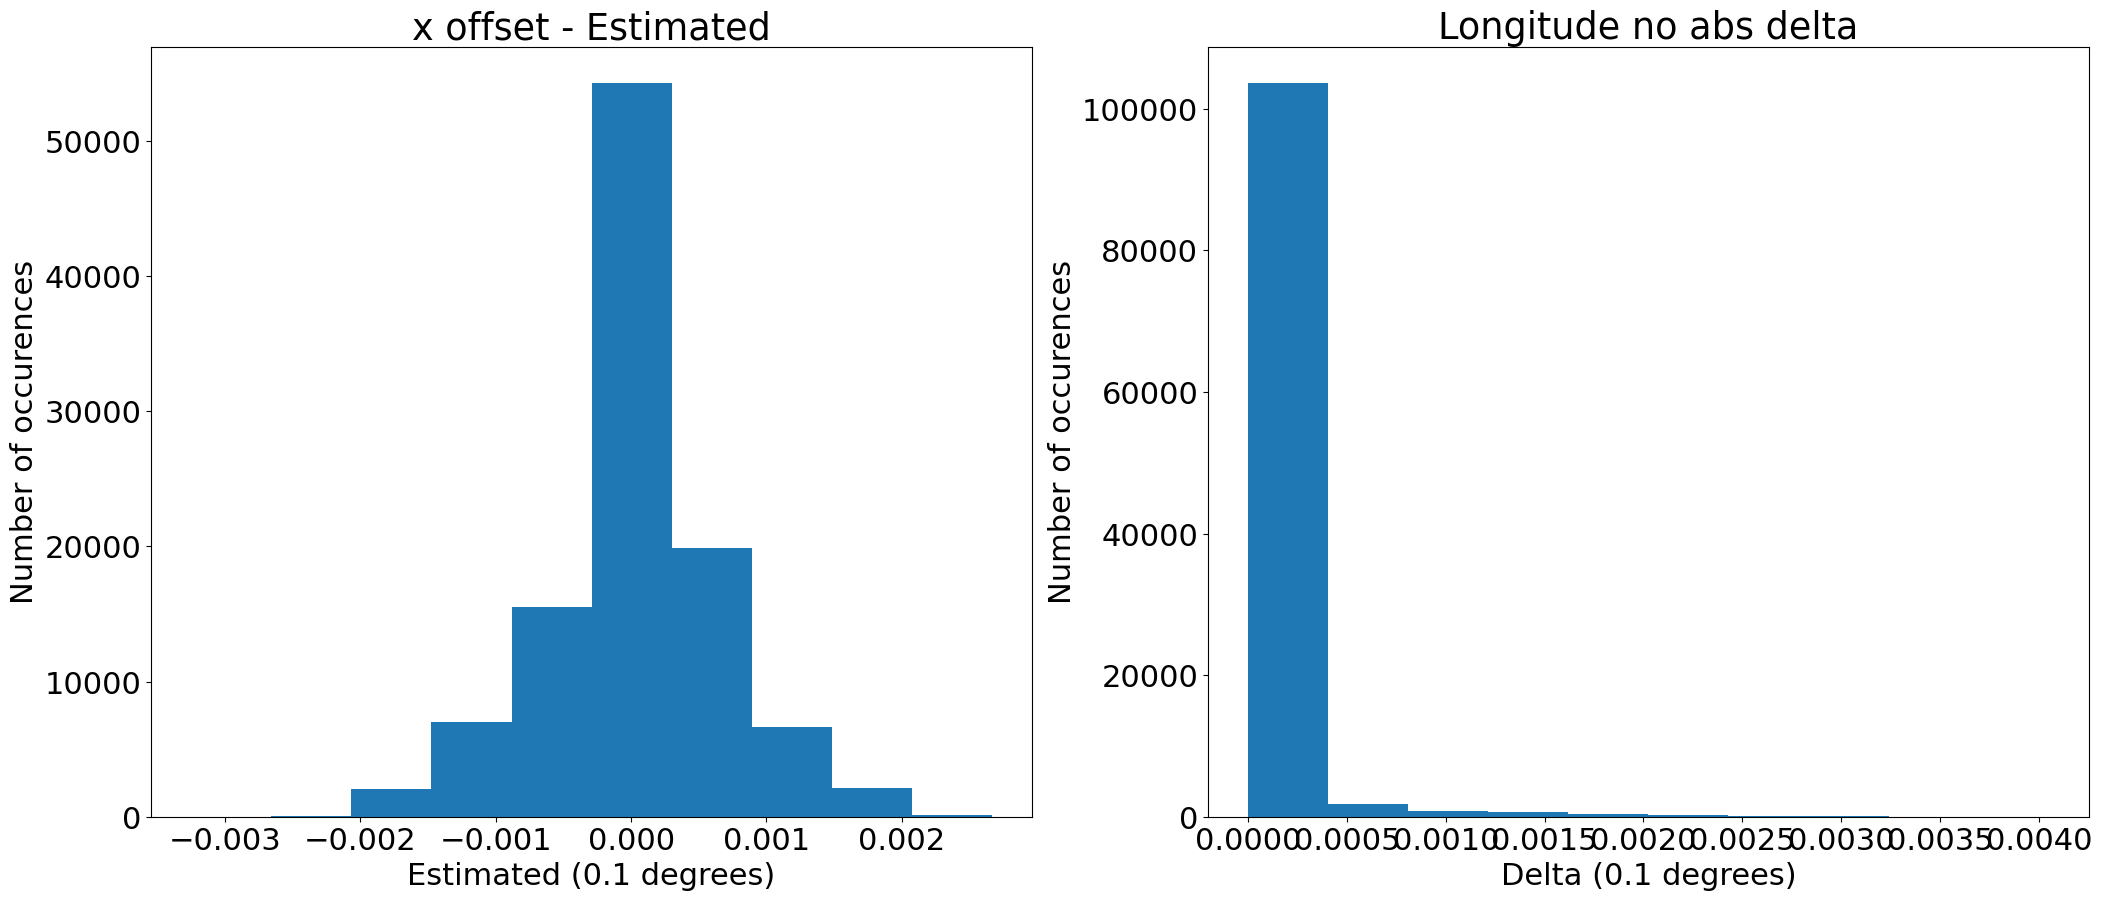 x offset - Estimated
50000
40000
30000
20000
10000
0
Number of occurences
−0.003 −0.002 −0.001 0.000 0.001 0.002
Estimated (0.1 degrees)
Longitude no abs delta
100000
80000
60000
40000
20000
0
Number of occurences
0.0000 0.0005 0.0010 0.0015 0.0020 0.0025 0.0030 0.0035 0.0040
Delta (0.1 degrees)